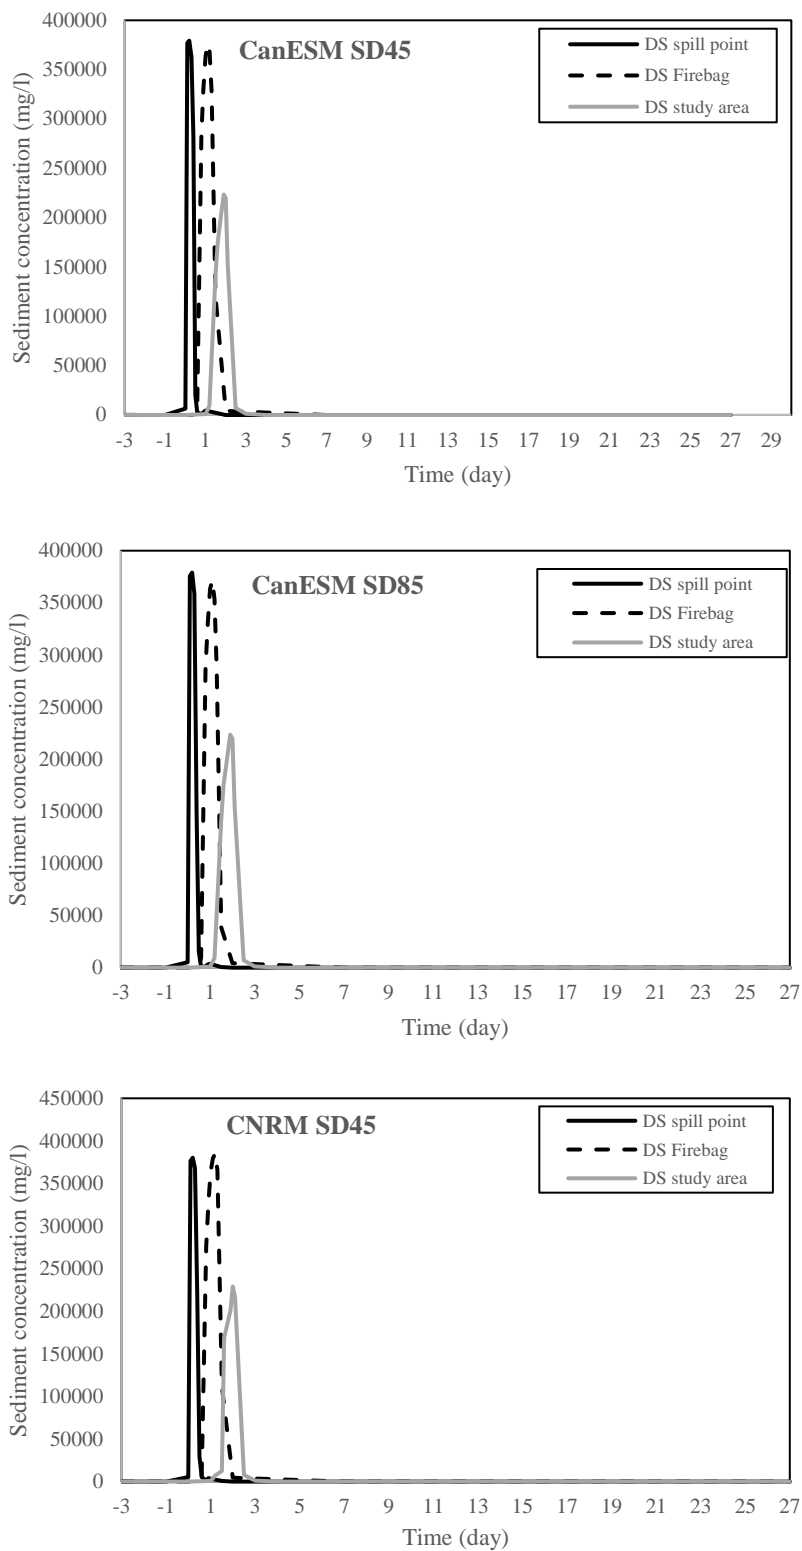 400000
350000
300000
250000
200000
150000
100000
50000
0
Sediment concentration (mg/l)
CanESM SD45
DS spill point
DS Firebag
DS study area
-3 -1 1 3 5 7 9 11 13 15 17 19 21 23 25 27 29
Time (day)
400000
350000
300000
250000
200000
150000
100000
50000
0
Sediment concentration (mg/l)
CanESM SD85
DS spill point
DS Firebag
DS study area
-3 -1 1 3 5 7 9 11 13 15 17 19 21 23 25 27
Time (day)
450000
400000
350000
300000
250000
200000
150000
100000
50000
0
Sediment concentration (mg/l)
CNRM SD45
DS spill point
DS Firebag
DS study area
-3 -1 1 3 5 7 9 11 13 15 17 19 21 23 25 27
Time (day)